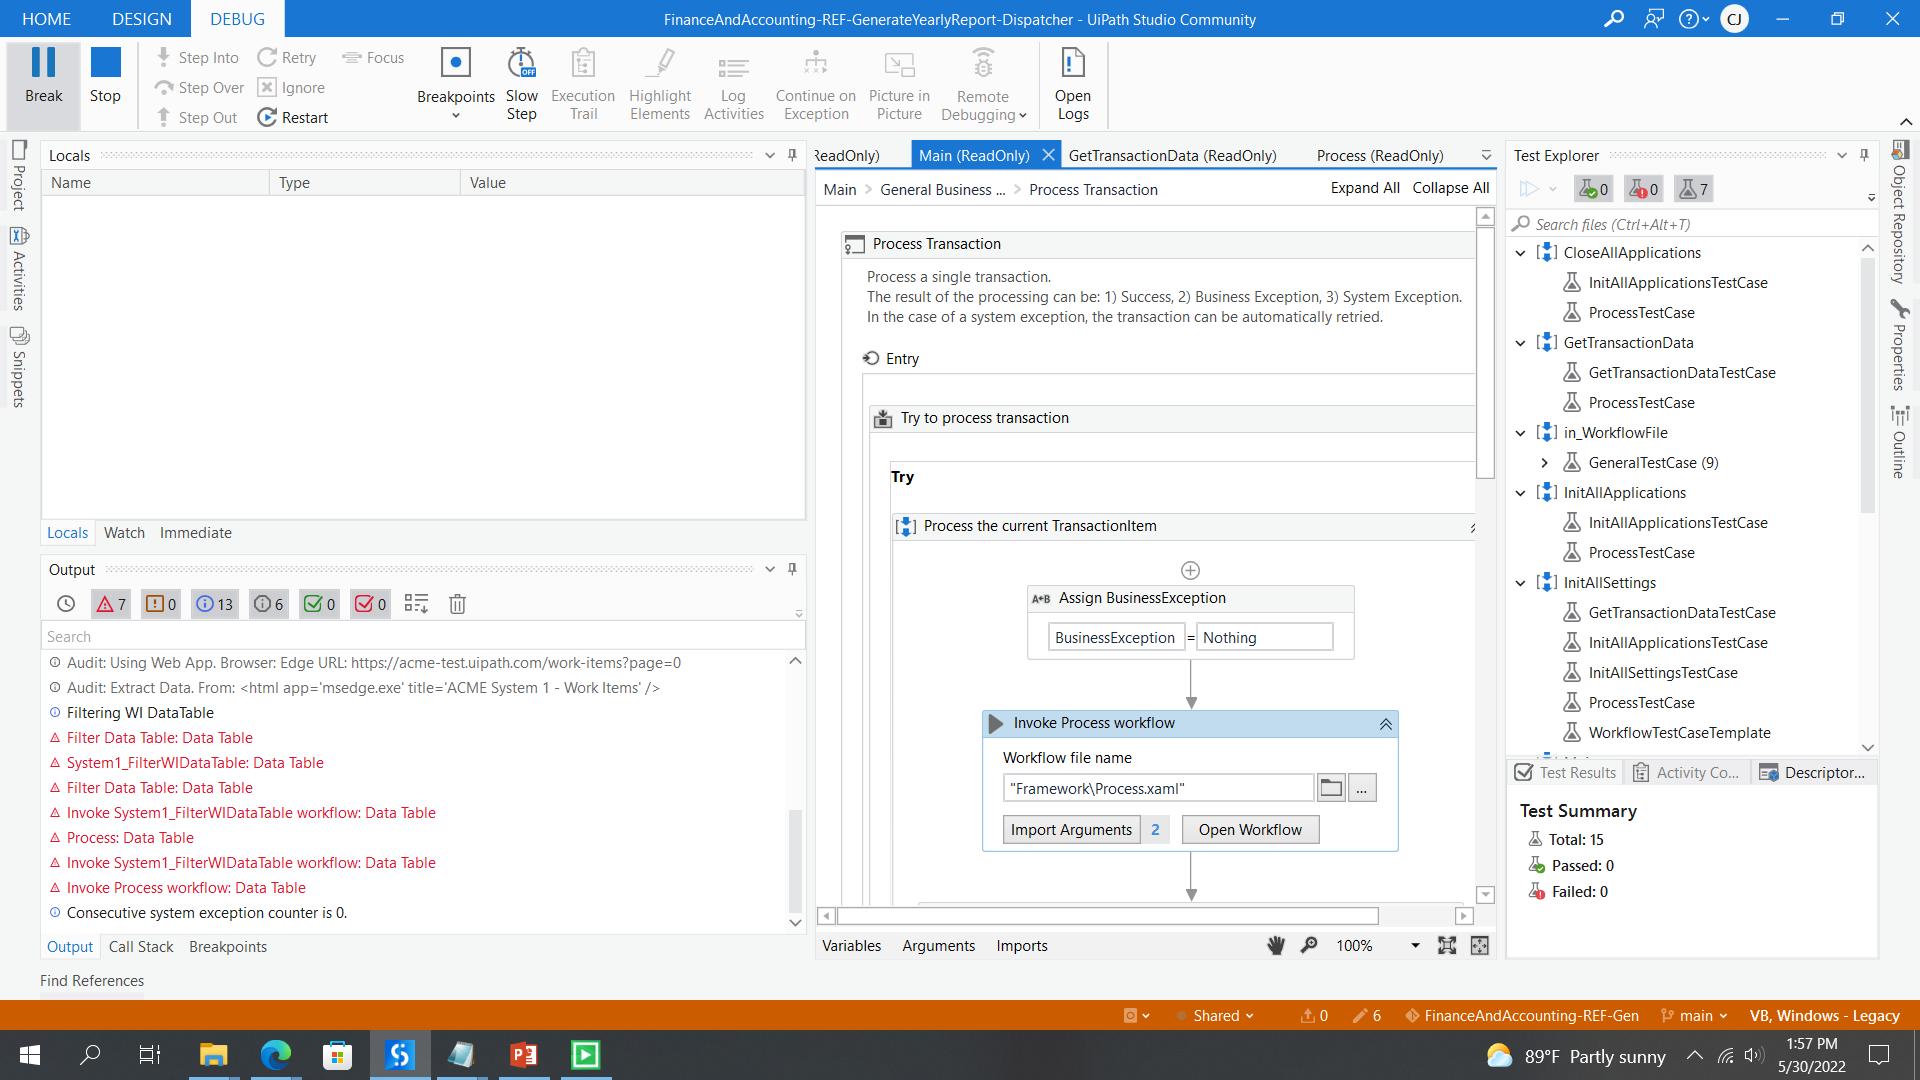 HOME DESIGN DEBUG
FinanceAndAccounting-REF-GenerateYearlyReport-Dispatcher - UiPath Studio Community
CJ
Break
Stop
Step Into
Step Over
Step Out
Retry
Ignore
Restart
Focus
Breakpoints
Slow
Step
OFF
Execution
Trail
Highlight
Elements
Log
Activities
Continue on
Exception
Picture in
Picture
Remote
Debugging
Open
Logs
Project
Activities
Snippets
Locals
Name Type Value
Locals Watch Immediate
Output
7 0 13 6 0 0
Search
Audit: Using Web App. Browser: Edge URL: https://acme-test.uipath.com/work-items?page=0
Audit: Extract Data. From: <html app='msedge.exe' title='ACME System 1 - Work Items' />
Filtering WI DataTable
Filter Data Table: Data Table
System1_FilterWIDataTable: Data Table
Filter Data Table: Data Table
Invoke System1_FilterWIDataTable workflow: Data Table
Process: Data Table
Invoke System1_FilterWIDataTable workflow: Data Table
Invoke Process workflow: Data Table
Consecutive system exception counter is 0.
Output Call Stack Breakpoints
Find References
ReadOnly) Main (ReadOnly) GetTransactionData (ReadOnly) Process (ReadOnly)
Main > General Business ... > Process Transaction
Expand All Collapse All
Process Transaction
Process a single transaction.
The result of the processing can be: 1) Success, 2) Business Exception, 3) System Exception.
In the case of a system exception, the transaction can be automatically retried.
Entry
Try to process transaction
Try
Process the current TransactionItem
A+B Assign BusinessException
BusinessException = Nothing
Invoke Process workflow
Workflow file name
"Framework\Process.xaml"
...
Import Arguments 2 Open Workflow
Variables Arguments Imports
100%
Test Explorer
0 0 7
Search files (Ctrl+Alt+T)
CloseAllApplications
InitAllApplicationsTestCase
ProcessTestCase
GetTransactionData
GetTransactionDataTestCase
ProcessTestCase
in_WorkflowFile
GeneralTestCase (9)
InitAllApplications
InitAllApplicationsTestCase
ProcessTestCase
InitAllSettings
GetTransactionDataTestCase
InitAllApplicationsTestCase
InitAllSettingsTestCase
ProcessTestCase
WorkflowTestCaseTemplate
Test Results Activity Co... Descriptor...
Test Summary
Total: 15
Passed: 0
Failed: 0
Object Repository
Properties
Outline
Shared 0 6 FinanceAndAccounting-REF-Gen main VB, Windows - Legacy
89°F Partly sunny
1:57 PM
5/30/2022